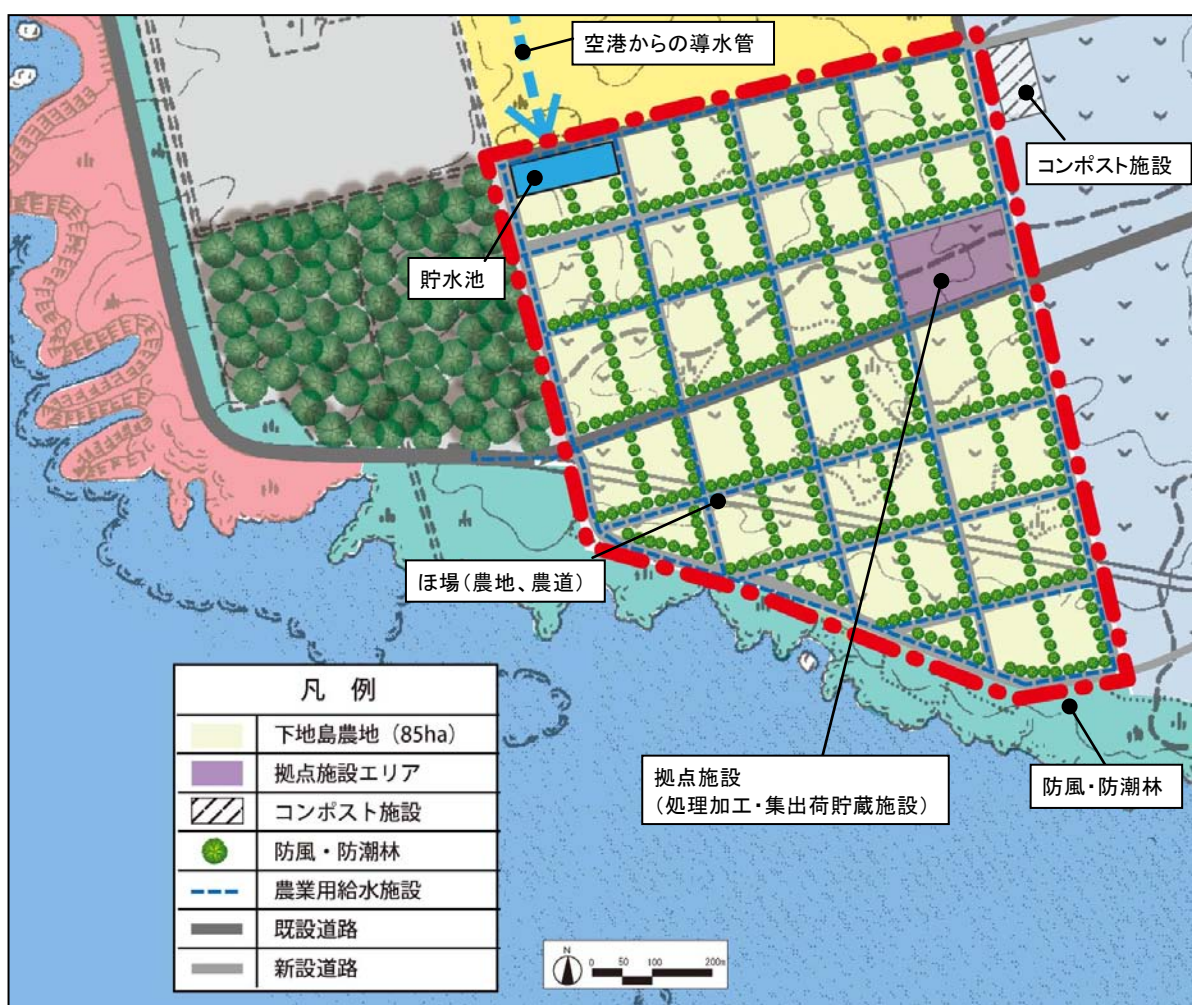 空港からの導水管
コンポスト施設
貯水池
ほ場(農地、農道)
拠点施設
(処理加工・集出荷貯蔵施設)
防風・防潮林
凡 例
下地島農地(85ha)
拠点施設エリア
コンポスト施設
防風・防潮林
農業用給水施設
既設道路
新設道路
N
0 50 100 200m